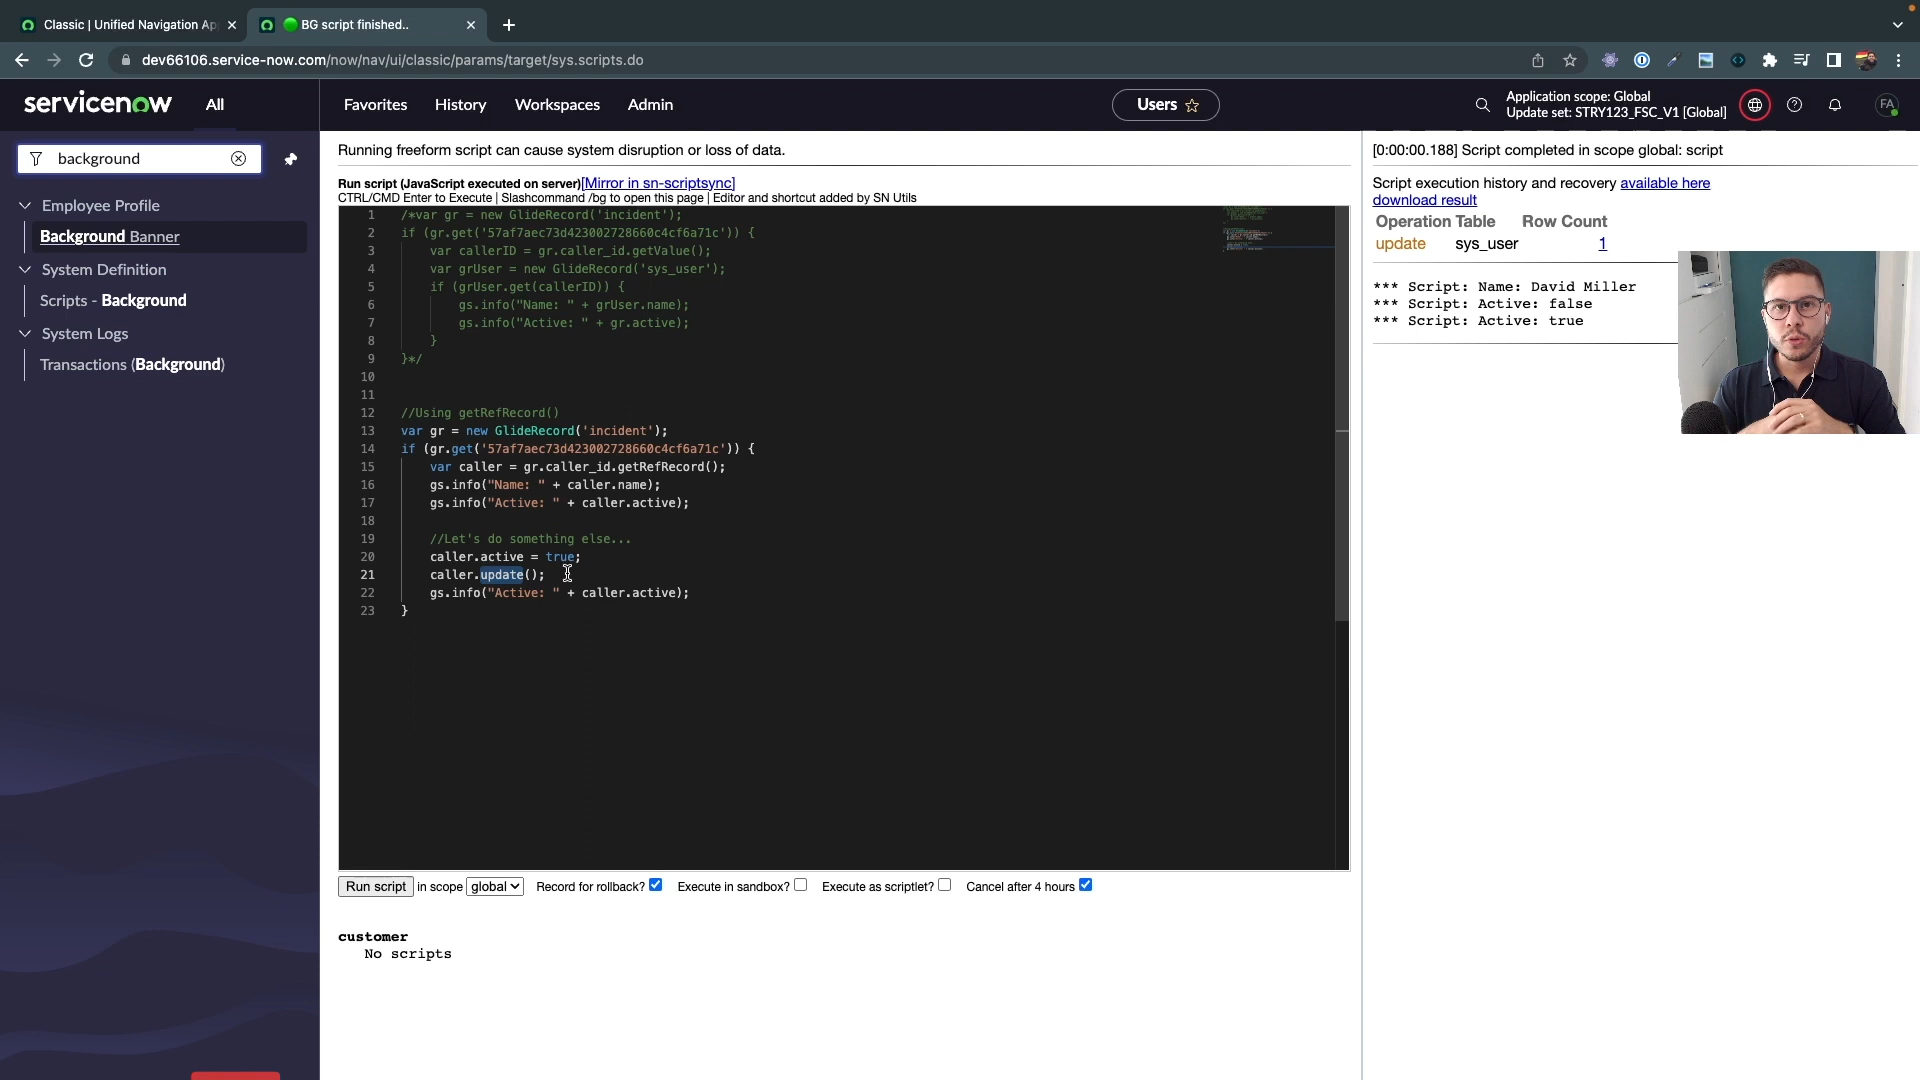 Classic | Unified Navigation Ap
BG script finished..
dev66106.service-now.com/now/nav/ui/classic/params/target/sys.scripts.do
servicenow
All
Favorites
History
Workspaces
Admin
Users
Application scope: Global
Update set: STRY123_FSC_V1 [Global]
FA
background
Employee Profile
Background Banner
System Definition
Scripts - Background
System Logs
Transactions (Background)
Running freeform script can cause system disruption or loss of data.
Run script (JavaScript executed on server)[Mirror in sn-scriptsync]
CTRL/CMD Enter to Execute | Slashcommand /bg to open this page | Editor and shortcut added by SN Utils
1 /*var gr = new GlideRecord('incident');
2 if (gr.get('57af7aec73d423002728660c4cf6a71c')) {
3 var callerID = gr.caller_id.getValue();
4 var grUser = new GlideRecord('sys_user');
5 if (grUser.get(callerID)) {
6 gs.info("Name: " + grUser.name);
7 gs.info("Active: " + gr.active);
8 }
9 }*/
10
11
12 //Using getRefRecord()
13 var gr = new GlideRecord('incident');
14 if (gr.get('57af7aec73d423002728660c4cf6a71c')) {
15 var caller = gr.caller_id.getRefRecord();
16 gs.info("Name: " + caller.name);
17 gs.info("Active: " + caller.active);
18
19 //Let's do something else...
20 caller.active = true;
21 caller.update();
22 gs.info("Active: " + caller.active);
23 }
Run script in scope global Record for rollback? Execute in sandbox? Execute as scriptlet? Cancel after 4 hours
customer
No scripts
[0:00:00.188] Script completed in scope global: script
Script execution history and recovery available here
download result
Operation Table Row Count
update sys_user 1
*** Script: Name: David Miller
*** Script: Active: false
*** Script: Active: true